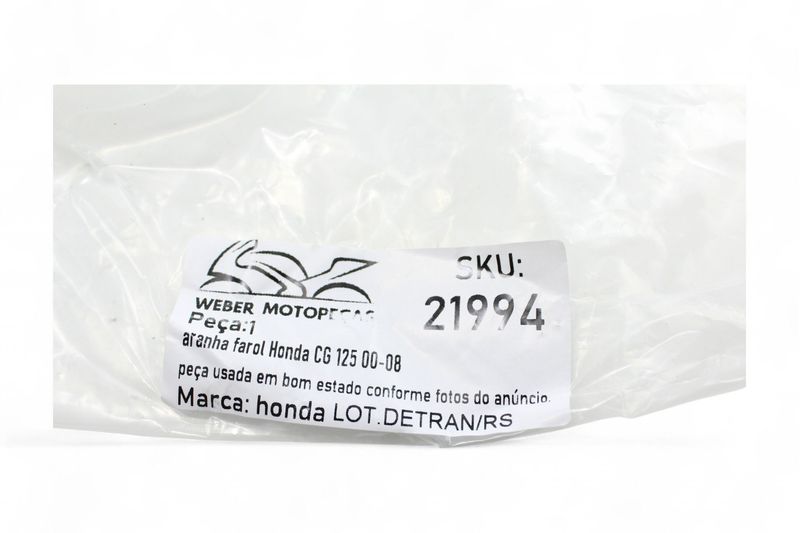 WEBER MOTOPEÇAS
SKU:
21994
Peça:1
aranha farol Honda CG 125 00-08
peça usada em bom estado conforme fotos do anúncio.
Marca: honda LOT.DETRAN/RS